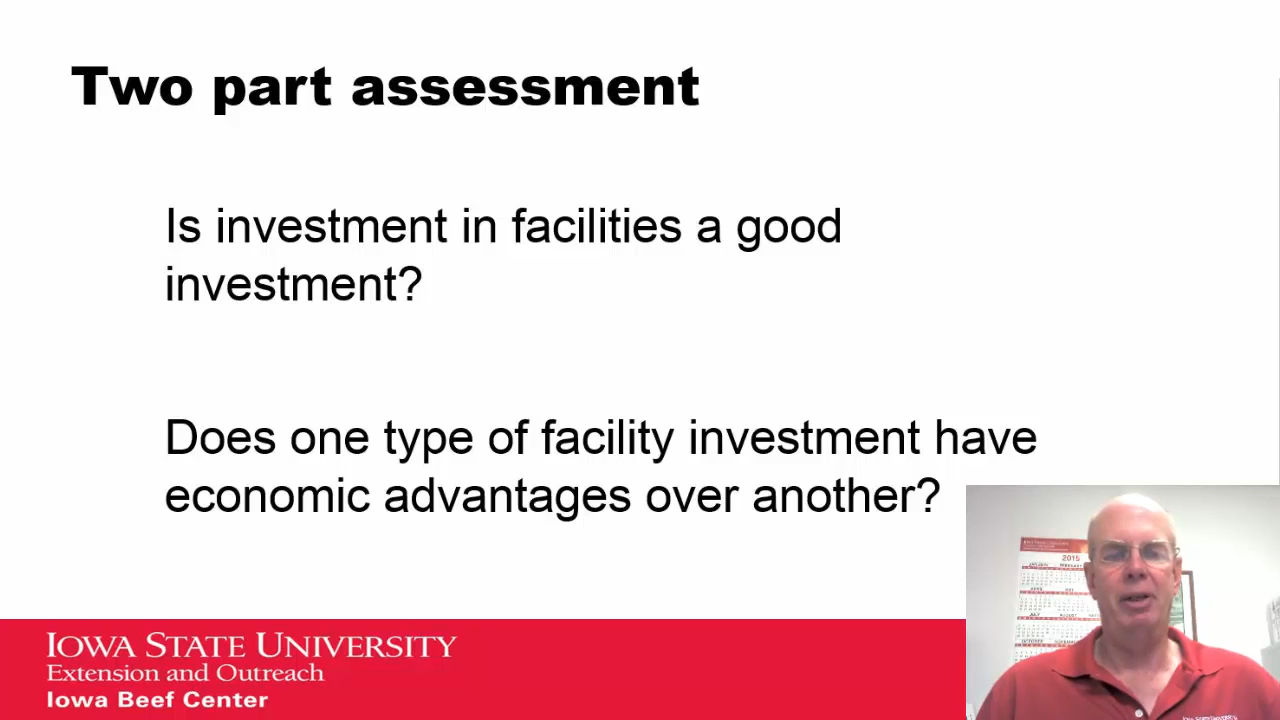 Two part assessment
Is investment in facilities a good
investment?
Does one type of facility investment have
economic advantages over another?
2015
IOWA STATE UNIVERSITY
Extension and Outreach
Iowa Beef Center